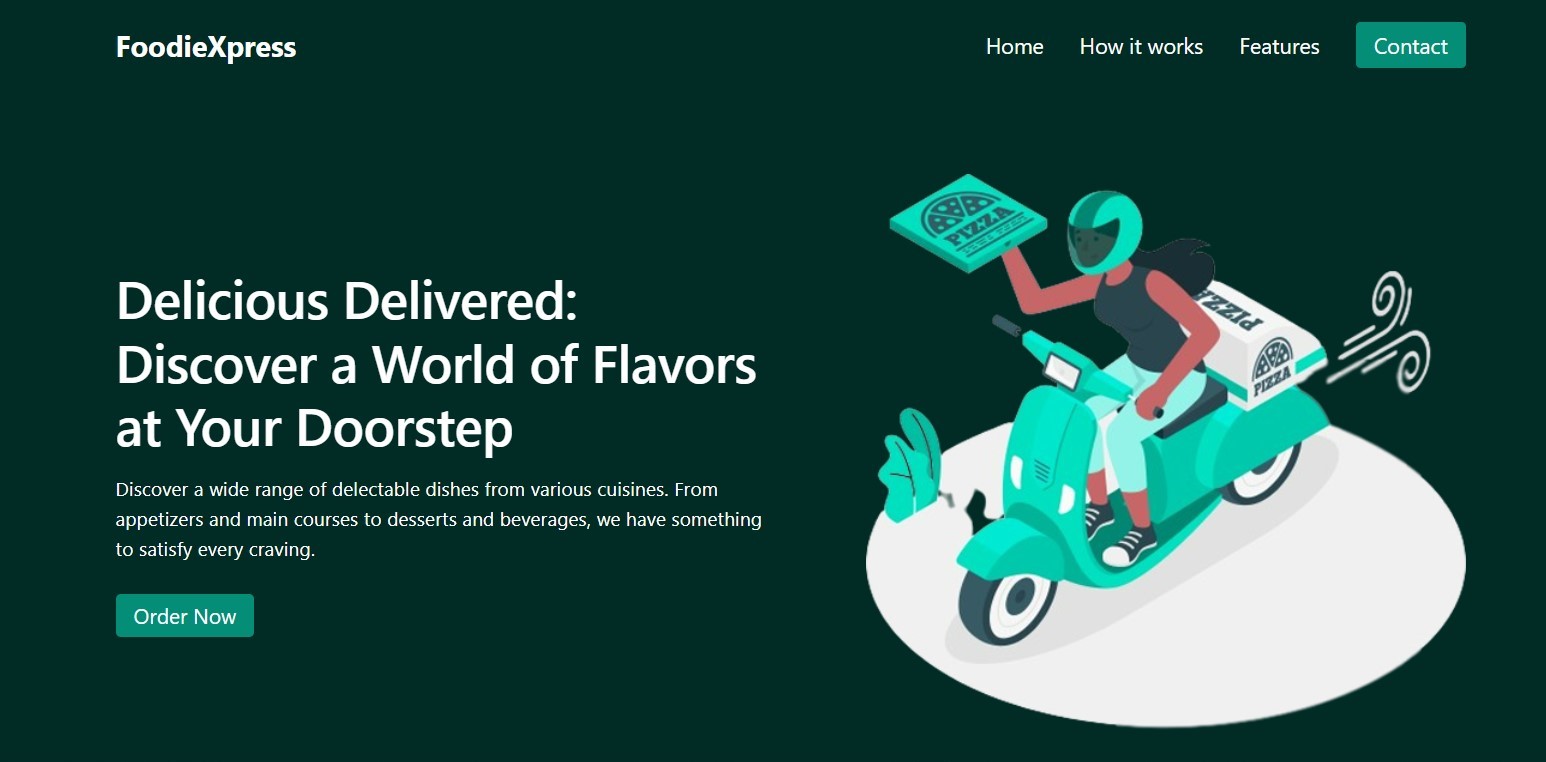 FoodieXpress
Home How it works Features Contact
Delicious Delivered:
Discover a World of Flavors
at Your Doorstep
Discover a wide range of delectable dishes from various cuisines. From
appetizers and main courses to desserts and beverages, we have something
to satisfy every craving.
Order Now
PIZZA
PIZZA
PIZZA